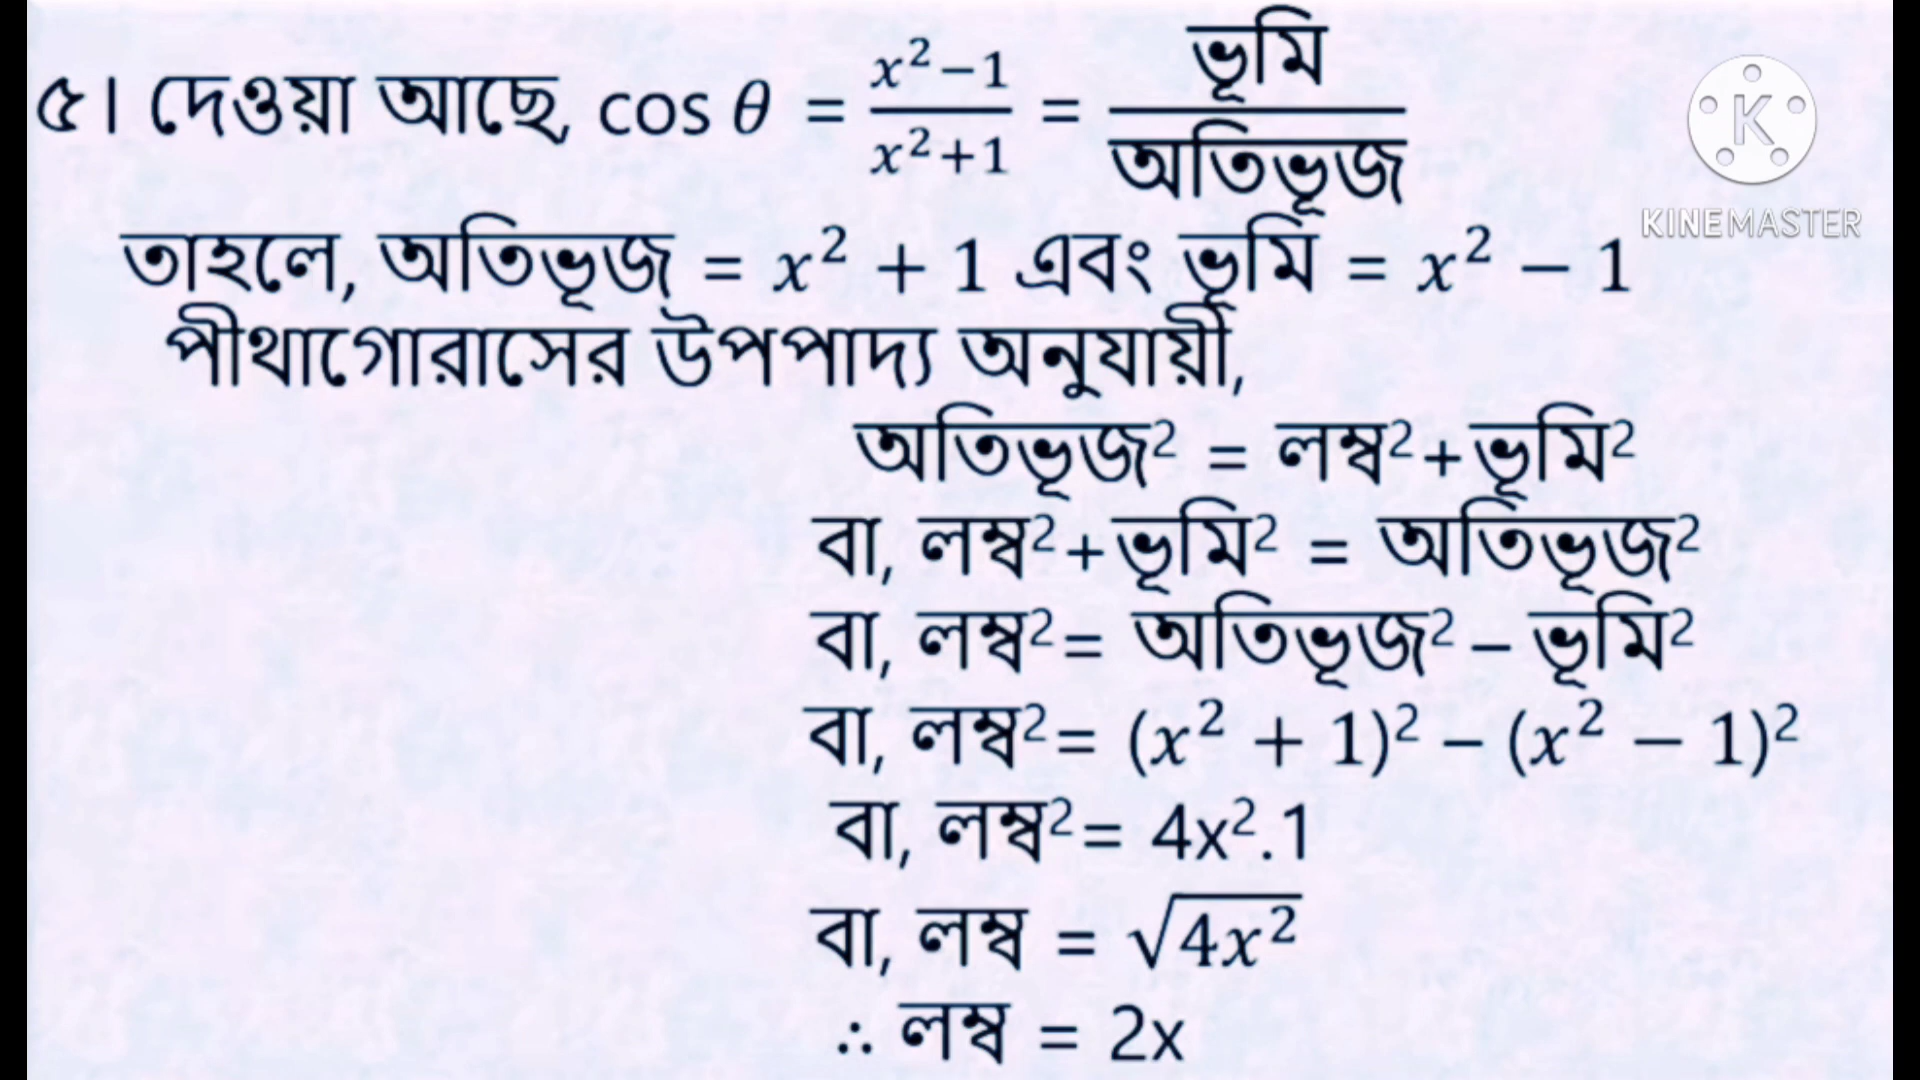 ৫। দেওয়া আছে, cos θ = x²−1/x²+1 = ভূমি/অতিভূজ
তাহলে, অতিভূজ = x² + 1 এবং ভূমি = x² − 1
পীথাগোরাসের উপপাদ্য অনুযায়ী,
অতিভূজ² = লম্ব²+ভূমি²
বা, লম্ব²+ভূমি² = অতিভূজ²
বা, লম্ব²= অতিভূজ² – ভূমি²
বা, লম্ব²= (x² + 1)² – (x² − 1)²
বা, লম্ব²= 4x².1
বা, লম্ব = √4x²
∴ লম্ব = 2x
K
KINEMASTER